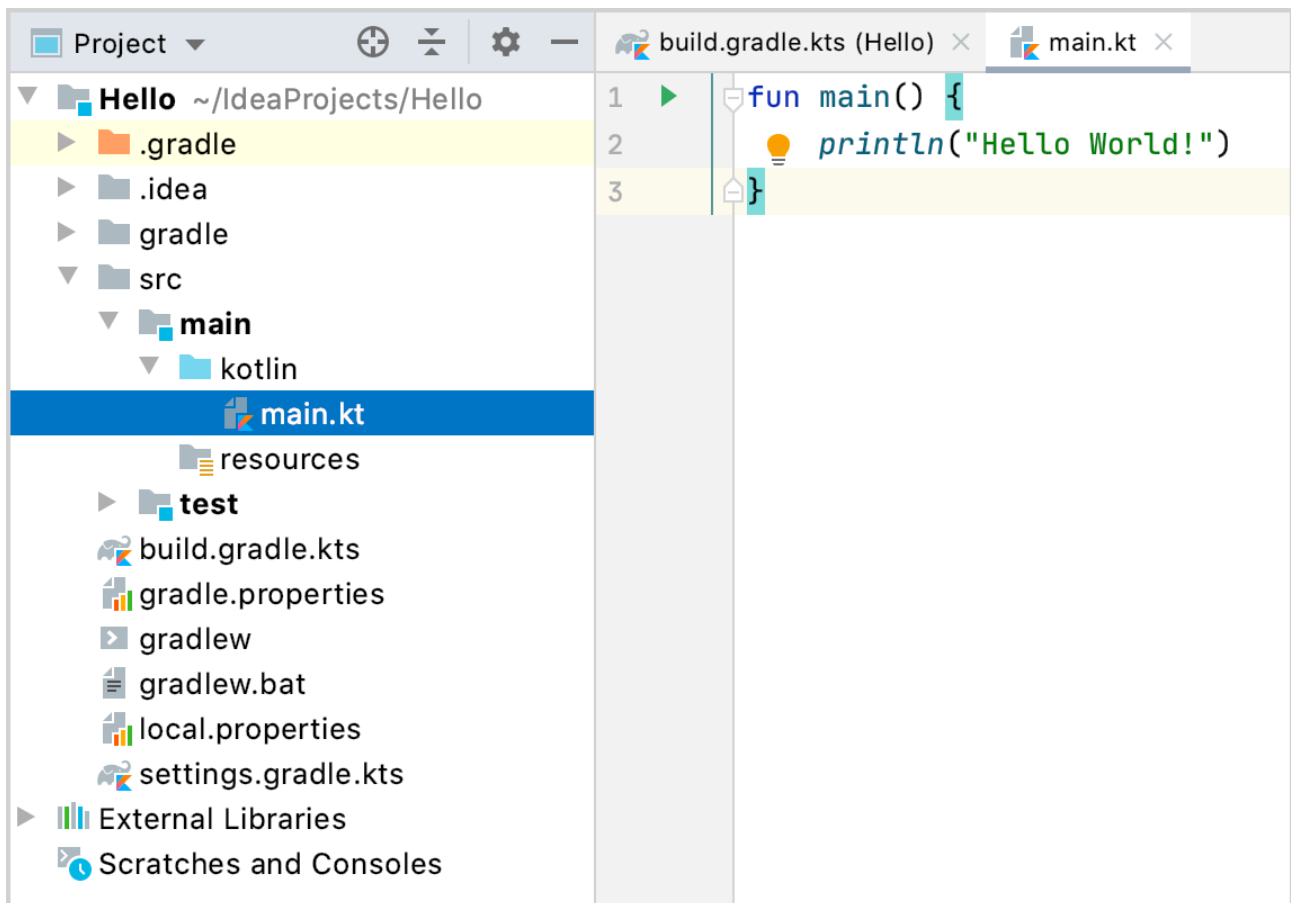 Project
Hello ~/IdeaProjects/Hello
.gradle
.idea
gradle
src
main
kotlin
main.kt
resources
test
build.gradle.kts
gradle.properties
gradlew
gradlew.bat
local.properties
settings.gradle.kts
External Libraries
Scratches and Consoles
build.gradle.kts (Hello) main.kt
1 fun main() {
2 println("Hello World!")
3 }